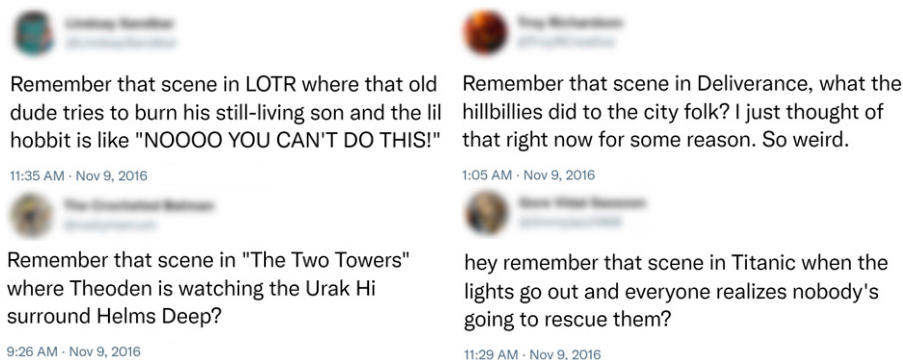 Remember that scene in LOTR where that old
dude tries to burn his still-living son and the lil
hobbit is like "NOOOO YOU CAN'T DO THIS!"
11:35 AM · Nov 9, 2016
Remember that scene in Deliverance, what the
hillbillies did to the city folk? I just thought of
that right now for some reason. So weird.
1:05 AM · Nov 9, 2016
Remember that scene in "The Two Towers"
where Theoden is watching the Urak Hi
surround Helms Deep?
9:26 AM · Nov 9, 2016
hey remember that scene in Titanic when the
lights go out and everyone realizes nobody's
going to rescue them?
11:29 AM · Nov 9, 2016